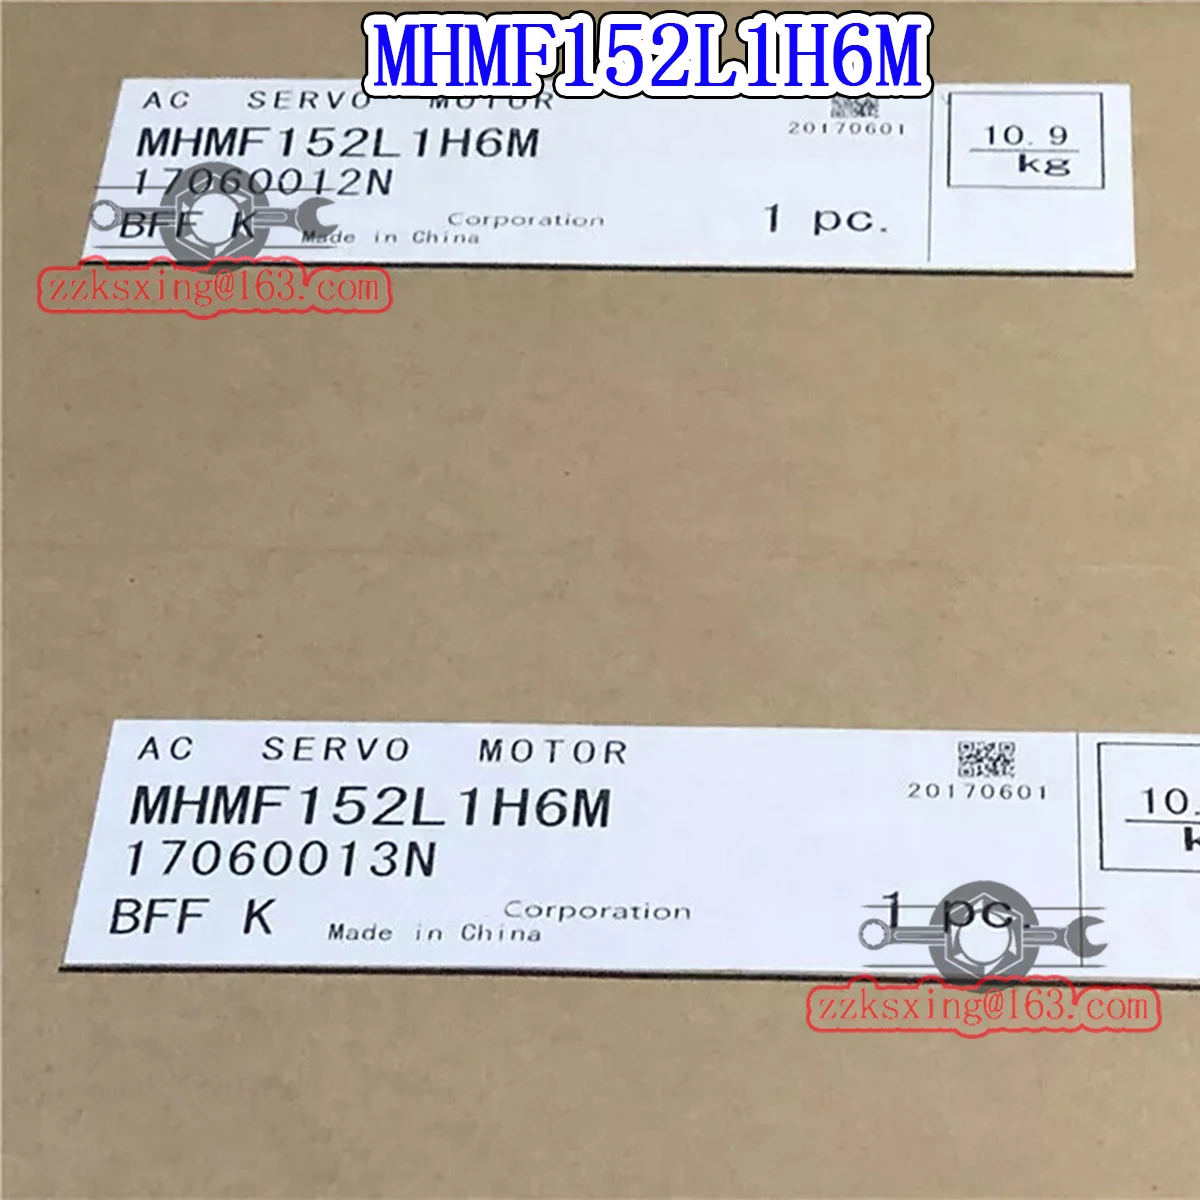 MHMF152L1H6M
AC SERVO MOTOR
MHMF152L1H6M
17060012N
BFF K
Corporation
Made in China
20170601
1 pc.
10.9
kg
zzksxing@163.com
AC SERVO MOTOR
MHMF152L1H6M
17060013N
BFF K
Corporation
Made in China
20170601
1 pc.
10.
zzksxing@163.com